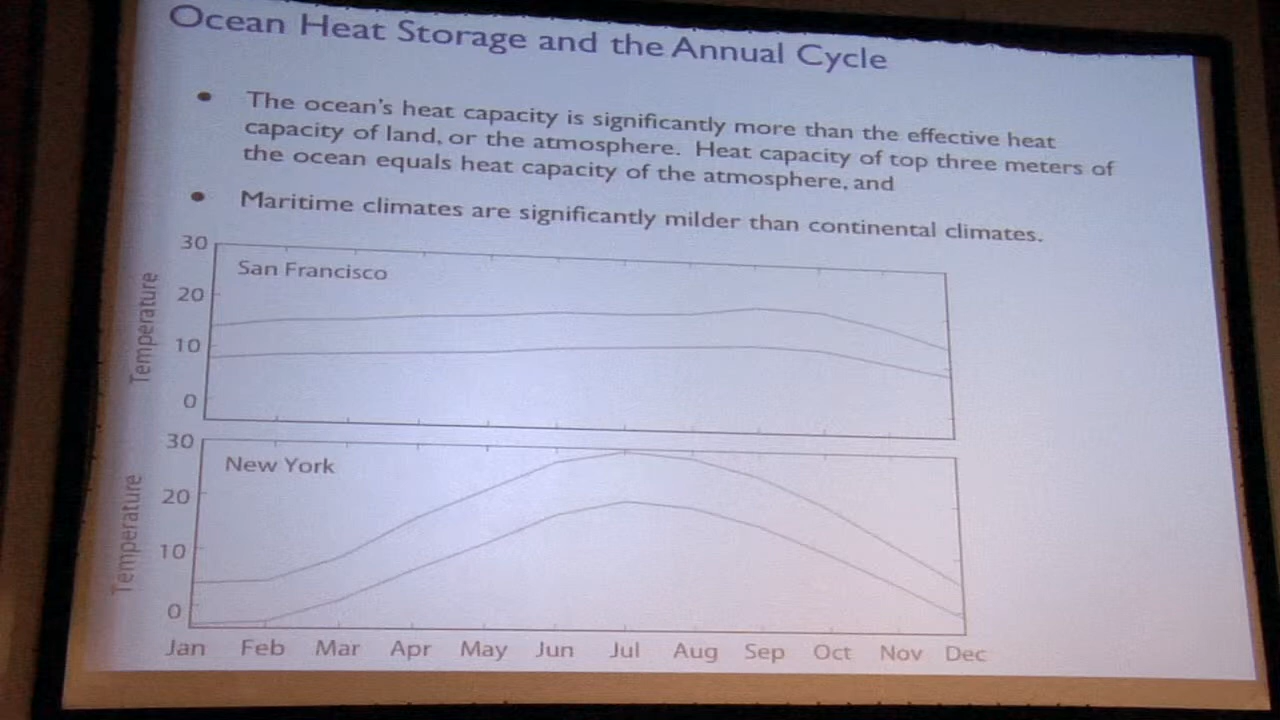 Ocean Heat Storage and the Annual Cycle
• The ocean's heat capacity is significantly more than the effective heat
capacity of land, or the atmosphere. Heat capacity of top three meters of
the ocean equals heat capacity of the atmosphere, and
• Maritime climates are significantly milder than continental climates.
30
San Francisco
20
10
0
Temperature
30
New York
20
10
0
Temperature
Jan Feb Mar Apr May Jun Jul Aug Sep Oct Nov Dec